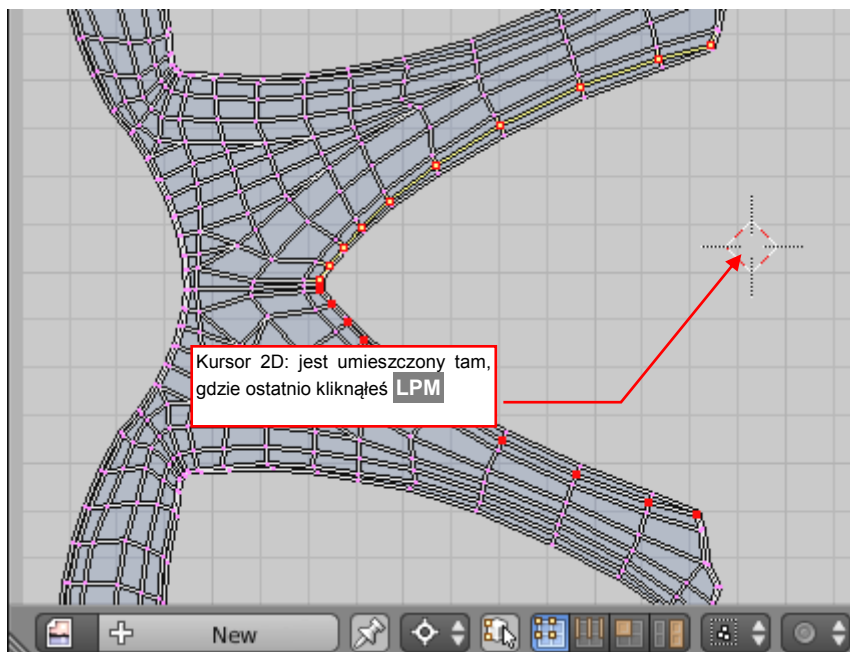 Kursor 2D: jest umieszczony tam,
gdzie ostatnio kliknąłeś LPM
New